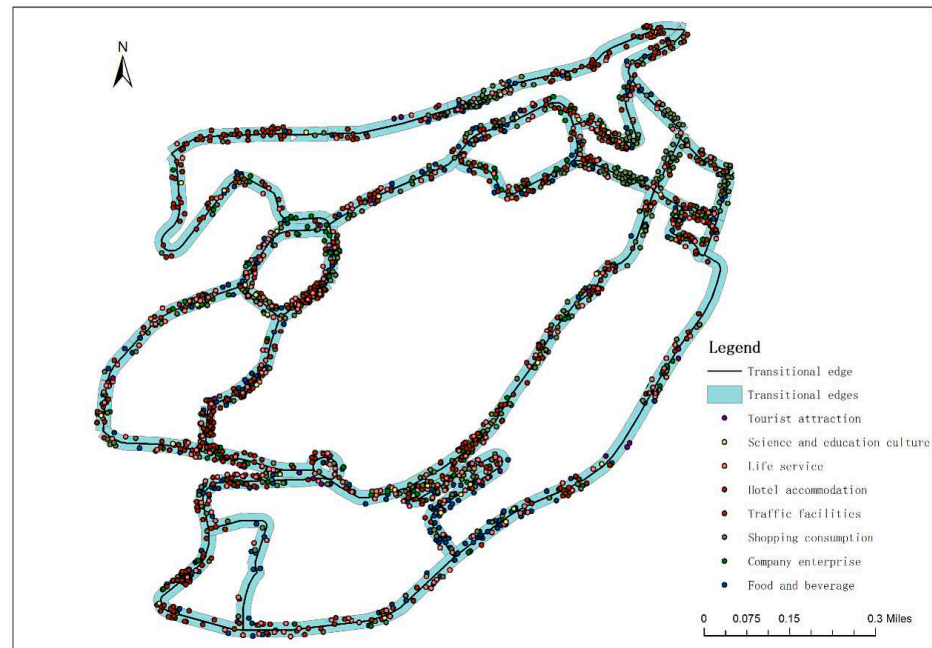 N
Legend
Transitional edge
Transitional edges
Tourist attraction
Science and education culture
Life service
Hotel accommodation
Traffic facilities
Shopping consumption
Company enterprise
Food and beverage
0 0.075 0.15 0.3 Miles